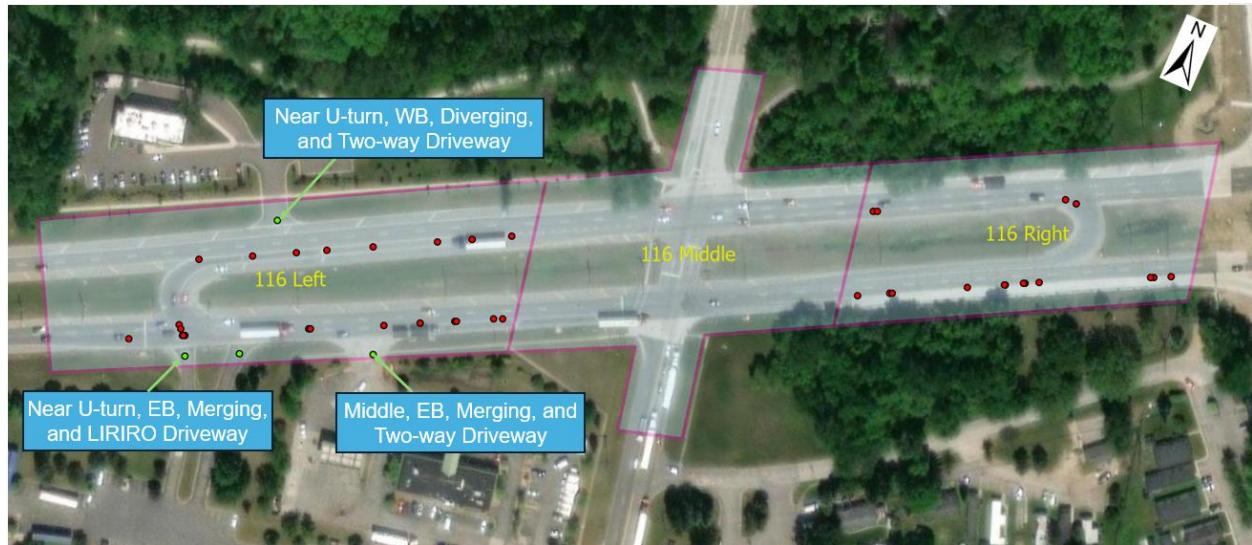 N
Near U-turn, WB, Diverging,
and Two-way Driveway
116 Left
116 Middle
116 Right
Near U-turn, EB, Merging,
and LIRIRO Driveway
Middle, EB, Merging, and
Two-way Driveway